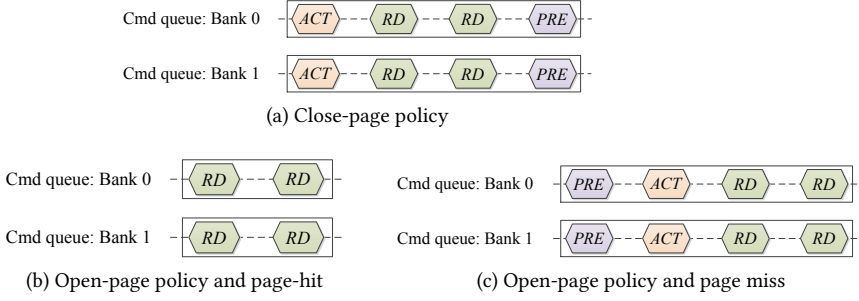 Cmd queue: Bank 0 ACT RD RD PRE
Cmd queue: Bank 1 ACT RD RD PRE
(a) Close-page policy
Cmd queue: Bank 0 RD RD
Cmd queue: Bank 1 RD RD
(b) Open-page policy and page-hit
Cmd queue: Bank 0 PRE ACT RD RD
Cmd queue: Bank 1 PRE ACT RD RD
(c) Open-page policy and page miss